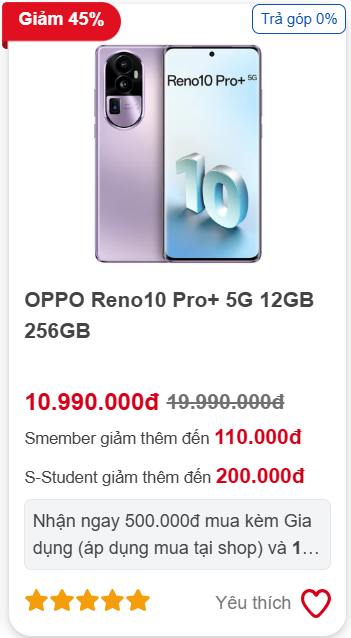 Giảm 45%
Trả góp 0%
Reno10 Pro+ 5G
10
OPPO Reno10 Pro+ 5G 12GB
256GB
10.990.000đ 19.990.000đ
Smember giảm thêm đến 110.000đ
S-Student giảm thêm đến 200.000đ
Nhận ngay 500.000đ mua kèm Gia
dụng (áp dụng mua tại shop) và 1...
Yêu thích